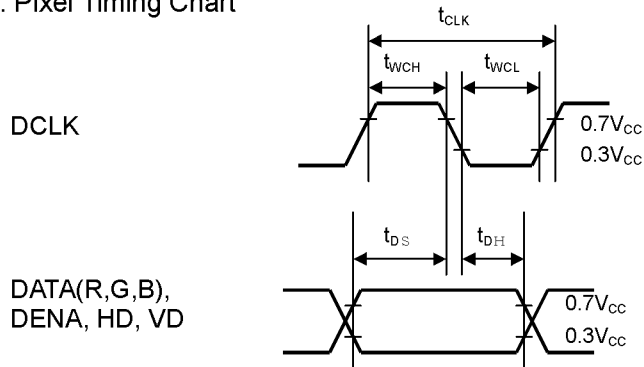 . Pixel Timing Chart
tCLK
tWCH
tWCL
DCLK
0.7VCC
0.3VCC
tDS
tDH
DATA(R,G,B),
DENA, HD, VD
0.7VCC
0.3VCC